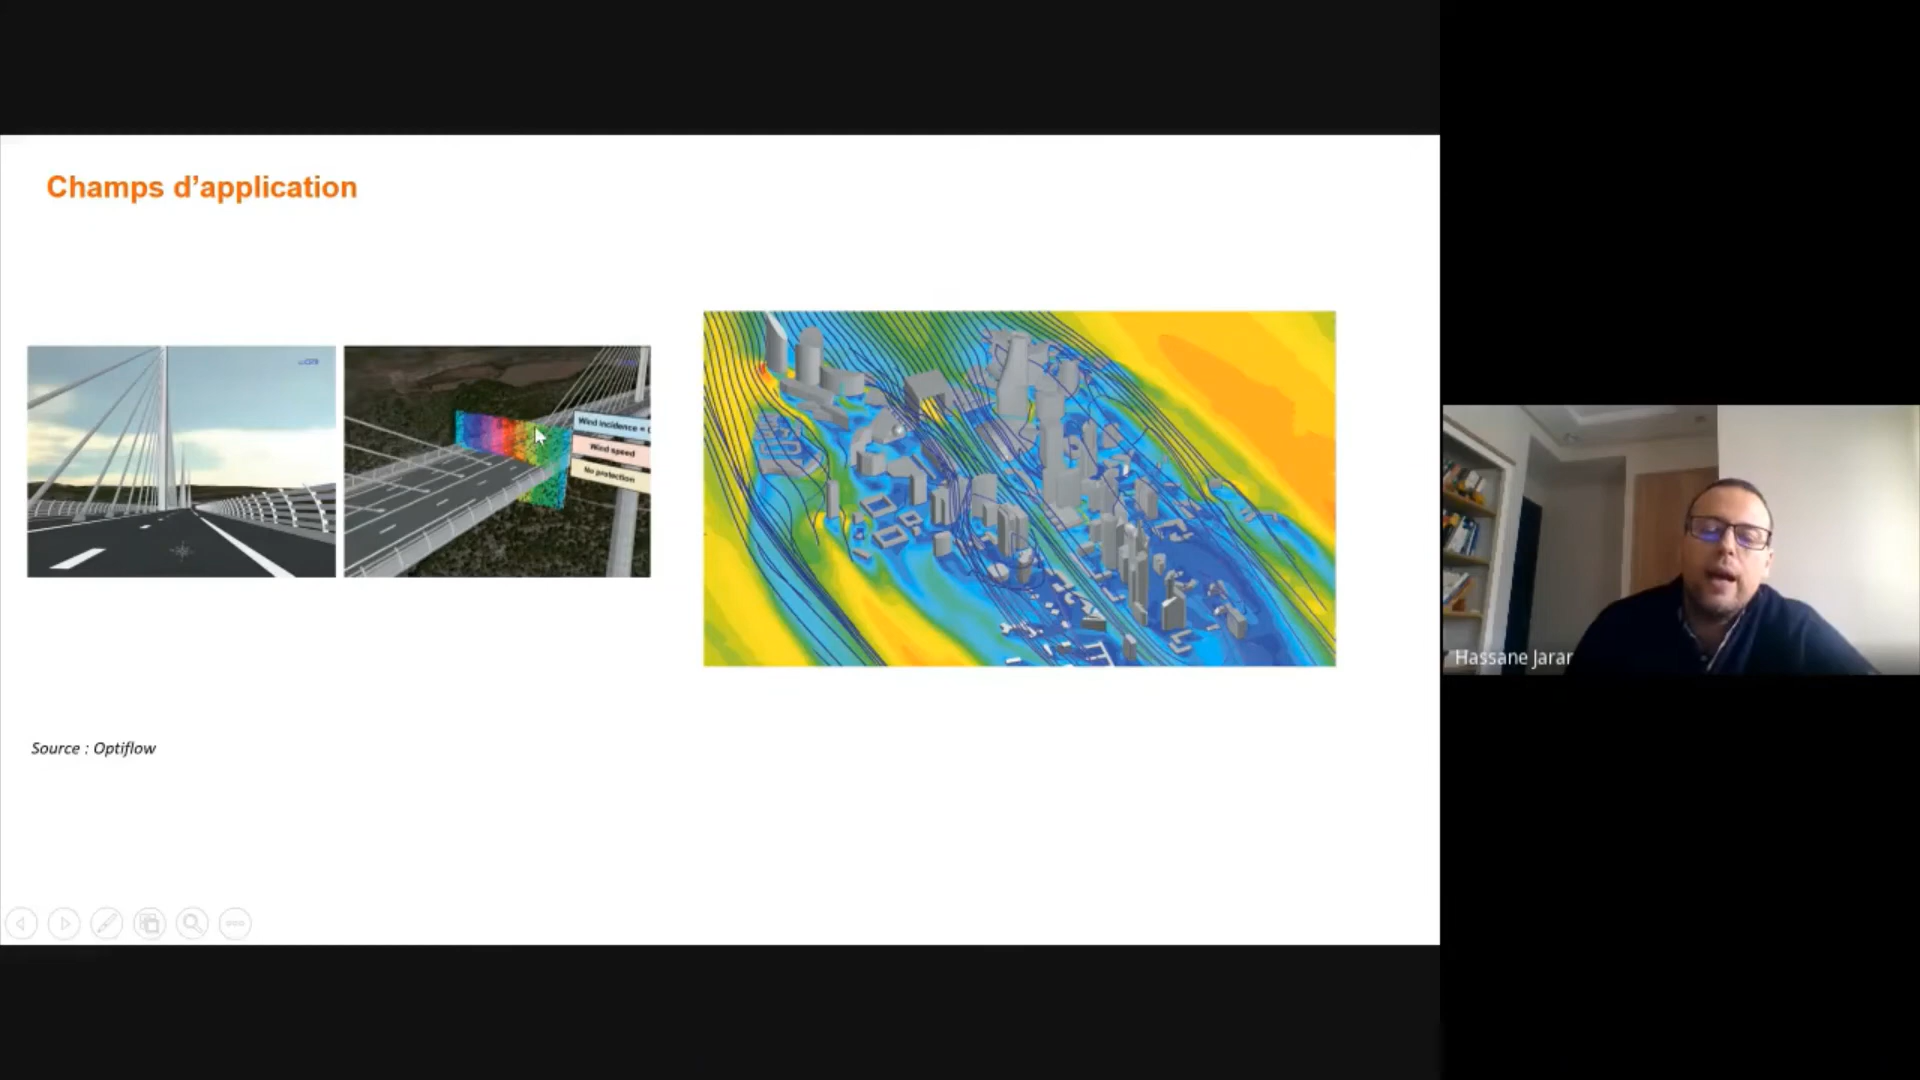 Champs d’application
Wind incidence =
Wind speed
No protection
Source : Optiflow
Hassane Jarar